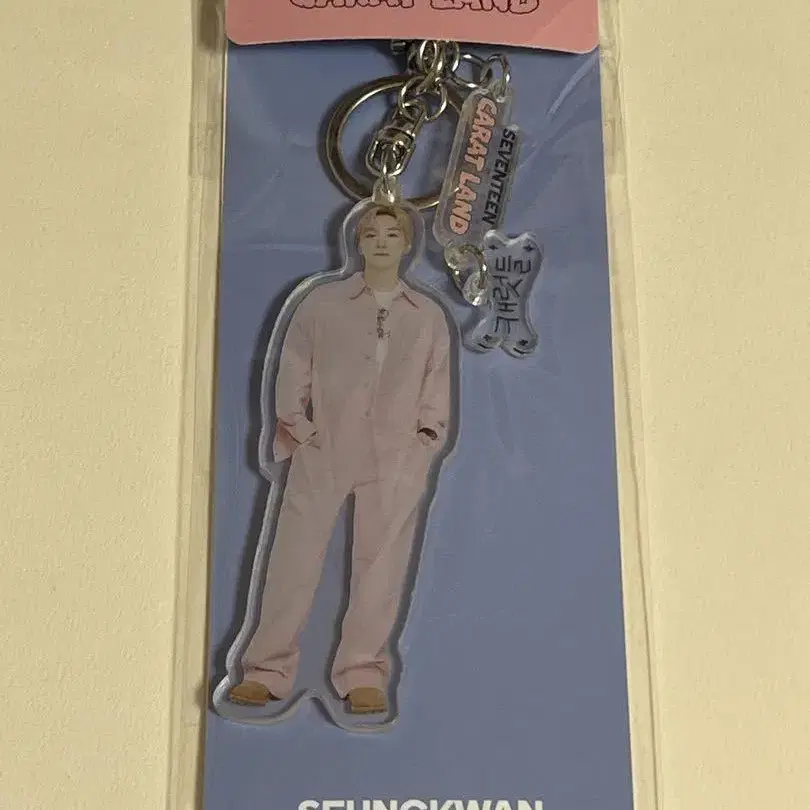 CARAT LAND
SEVENTEEN
CARAT LAND
SEUNGKWAN